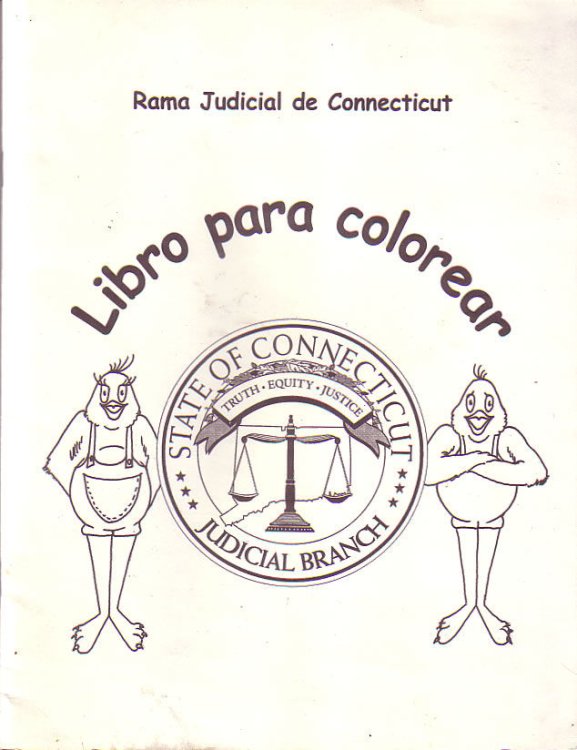 Rama Judicial de Connecticut
Libro para colorear
STATE OF CONNECTICUT
TRUTH • EQUITY • JUSTICE
JUDICIAL BRANCH